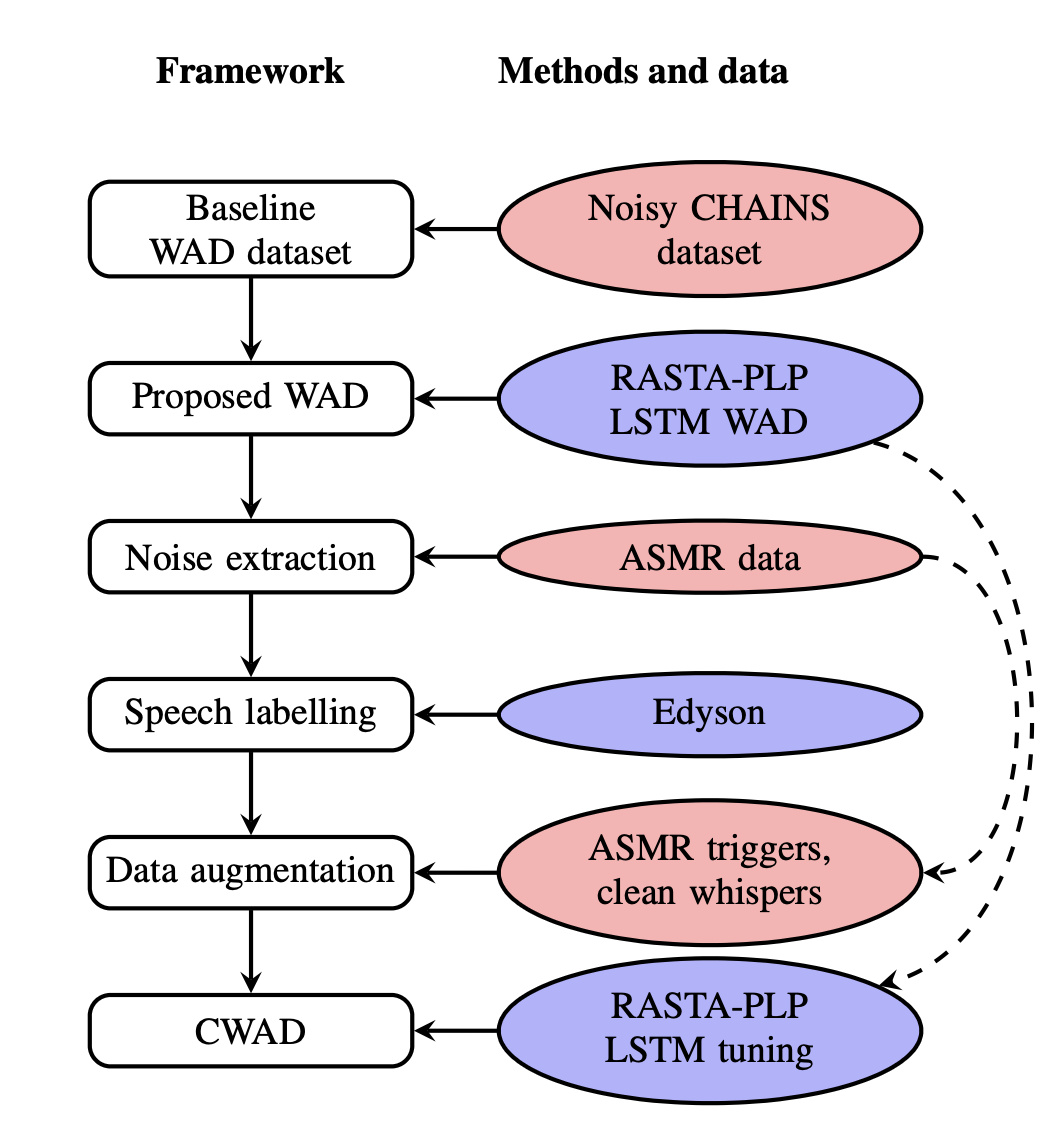 Framework
Methods and data
Baseline
WAD dataset
Noisy CHAINS
dataset
Proposed WAD
RASTA-PLP
LSTM WAD
Noise extraction
ASMR data
Speech labelling
Edyson
Data augmentation
ASMR triggers,
clean whispers
CWAD
RASTA-PLP
LSTM tuning